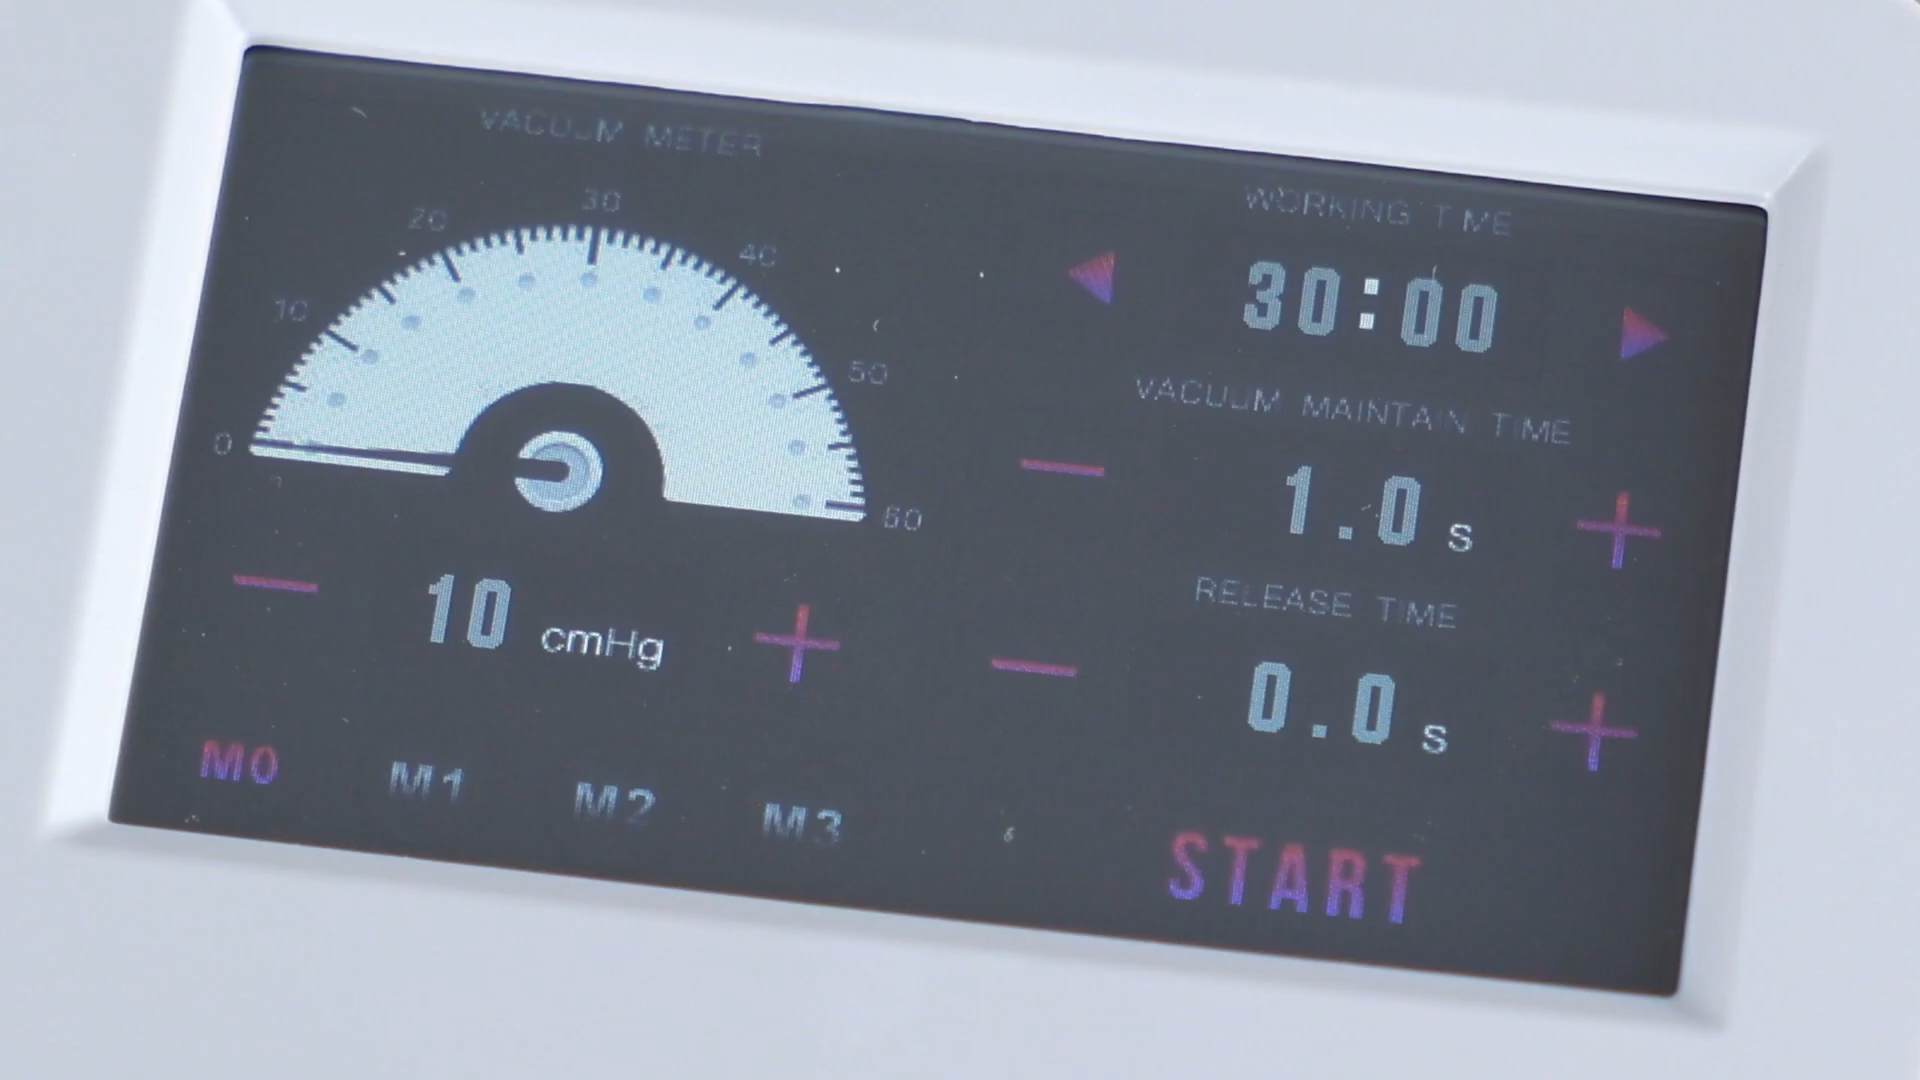 VACUUM METER
0 10 20 30 40 50 60
10 cmHg
M0 M1 M2 M3
WORKING TIME
30:00
VACUUM MAINTAIN TIME
1.0 s
RELEASE TIME
0.0 s
START